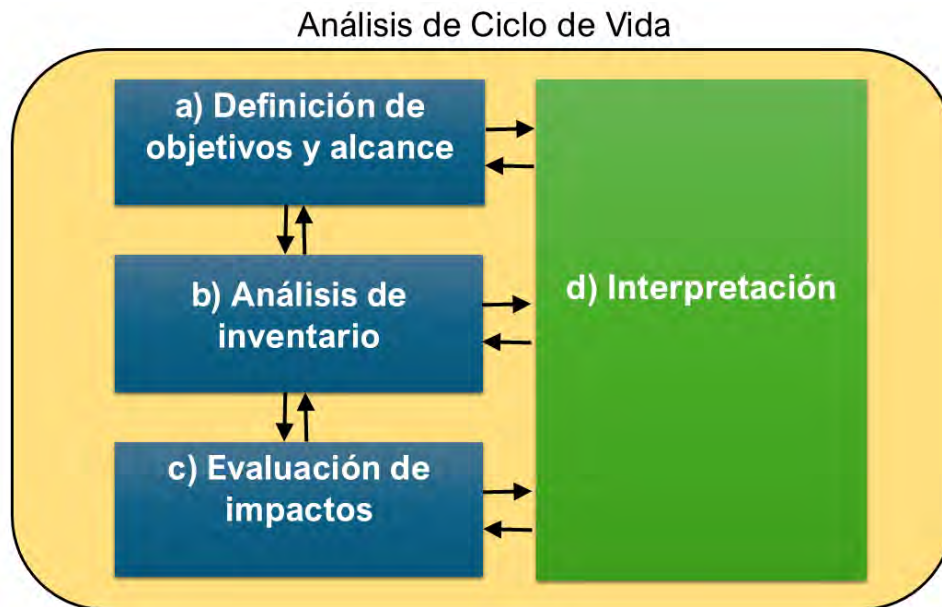 Análisis de Ciclo de Vida
a) Definición de
objetivos y alcance
b) Análisis de
inventario
c) Evaluación de
impactos
d) Interpretación